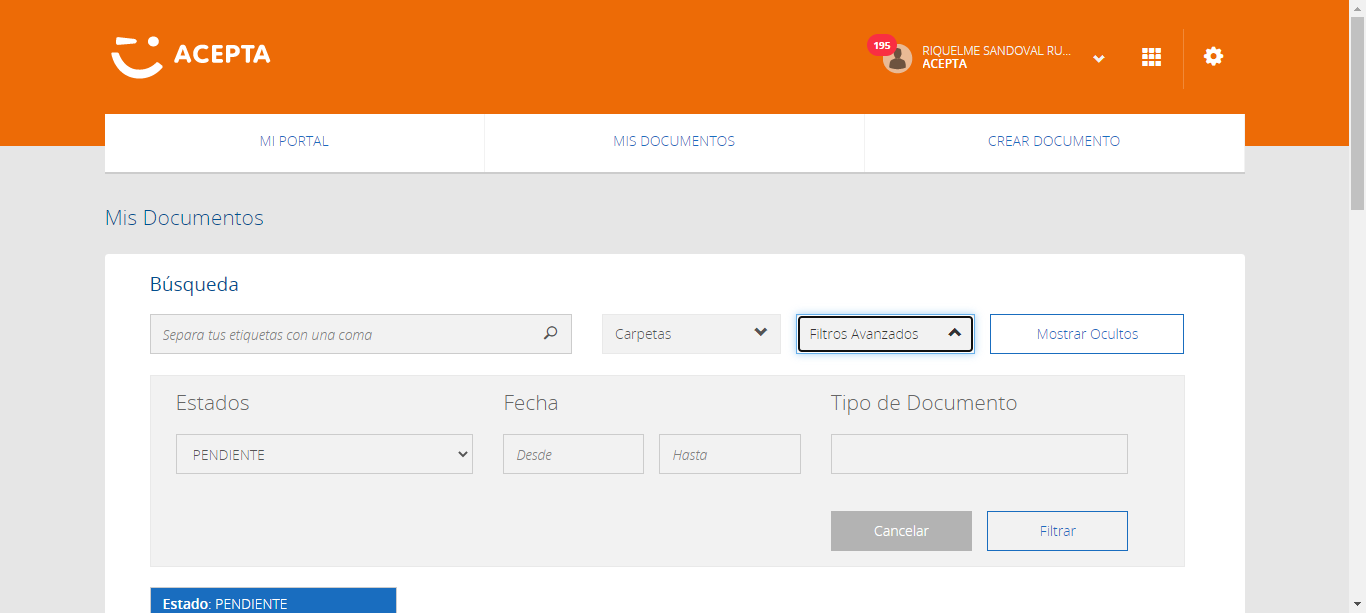 ACEPTA
195
RIQUELME SANDOVAL RU...
ACEPTA
MI PORTAL
MIS DOCUMENTOS
CREAR DOCUMENTO
Mis Documentos
Búsqueda
Separa tus etiquetas con una coma
Carpetas
Filtros Avanzados
Mostrar Ocultos
Estados
Fecha
Tipo de Documento
PENDIENTE
Desde
Hasta
Cancelar
Filtrar
Estado: PENDIENTE